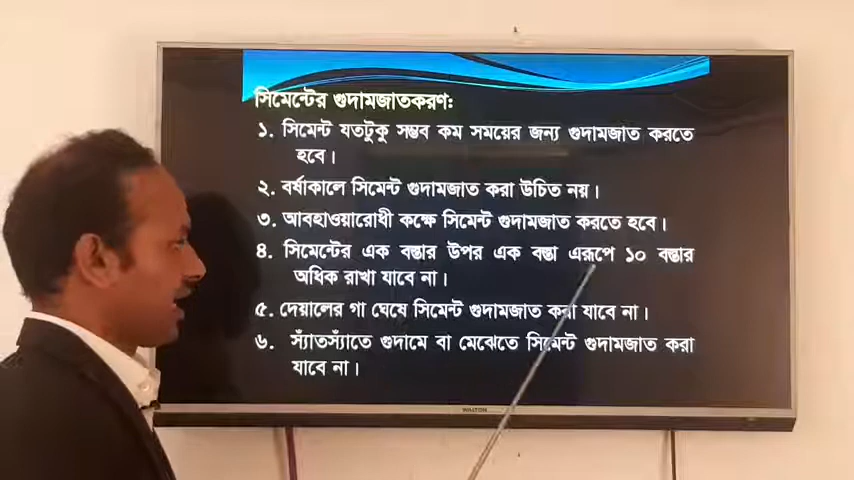 সিমেন্টের গুদামজাতকরণ:
১. সিমেন্ট যতটুকু সম্ভব কম সময়ের জন্য গুদামজাত করতে
হবে।
২. বর্ষাকালে সিমেন্ট গুদামজাত করা উচিত নয়।
৩. আবহাওয়ারোধী কক্ষে সিমেন্ট গুদামজাত করতে হবে।
৪. সিমেন্টের এক বস্তার উপর এক বস্তা এরূপে ১০ বস্তার
অধিক রাখা যাবে না।
৫. দেয়ালের গা ঘেষে সিমেন্ট গুদামজাত করা যাবে না।
৬. স্যাঁতস্যাঁতে গুদামে বা মেঝেতে সিমেন্ট গুদামজাত করা
যাবে না।
WALTON